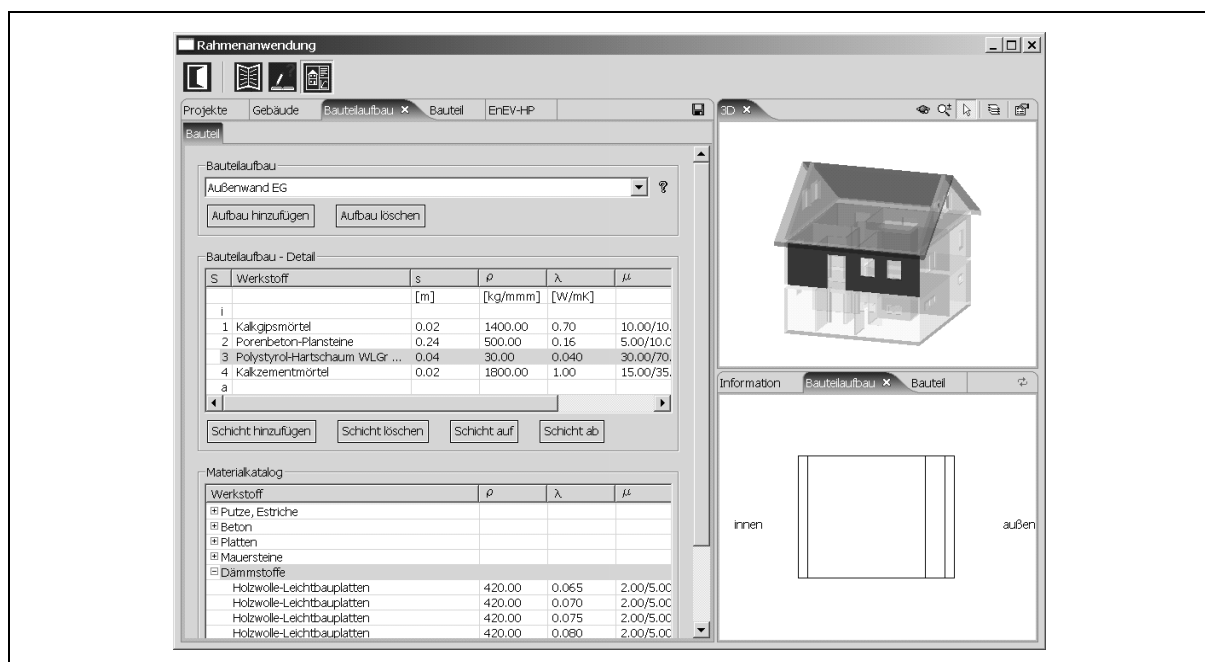 Rahmenanwendung
Projekte Gebäude Bauteilaufbau Bauteil EnEV-HP
Bauteil
Bauteilaufbau
Außenwand EG
Aufbau hinzufügen Aufbau löschen
Bauteilaufbau - Detail
S Werkstoff s ρ λ μ
[m] [kg/mmm] [W/mK]
i
1 Kalkgipsmörtel 0.02 1400.00 0.70 10.00/10.
2 Porenbeton-Plansteine 0.24 500.00 0.16 5.00/10.0
3 Polystyrol-Hartschaum WLGr ... 0.04 30.00 0.040 30.00/70.
4 Kalkzementmörtel 0.02 1800.00 1.00 15.00/35.
a
Schicht hinzufügen Schicht löschen Schicht auf Schicht ab
Materialkatalog
Werkstoff ρ λ μ
Putze, Estriche
Beton
Platten
Mauersteine
Dämmstoffe
Holzwolle-Leichtbauplatten 420.00 0.065 2.00/5.00
Holzwolle-Leichtbauplatten 420.00 0.070 2.00/5.00
Holzwolle-Leichtbauplatten 420.00 0.075 2.00/5.00
Holzwolle-Leichtbauplatten 420.00 0.080 2.00/5.00
3D
Information Bauteilaufbau Bauteil
innen außen